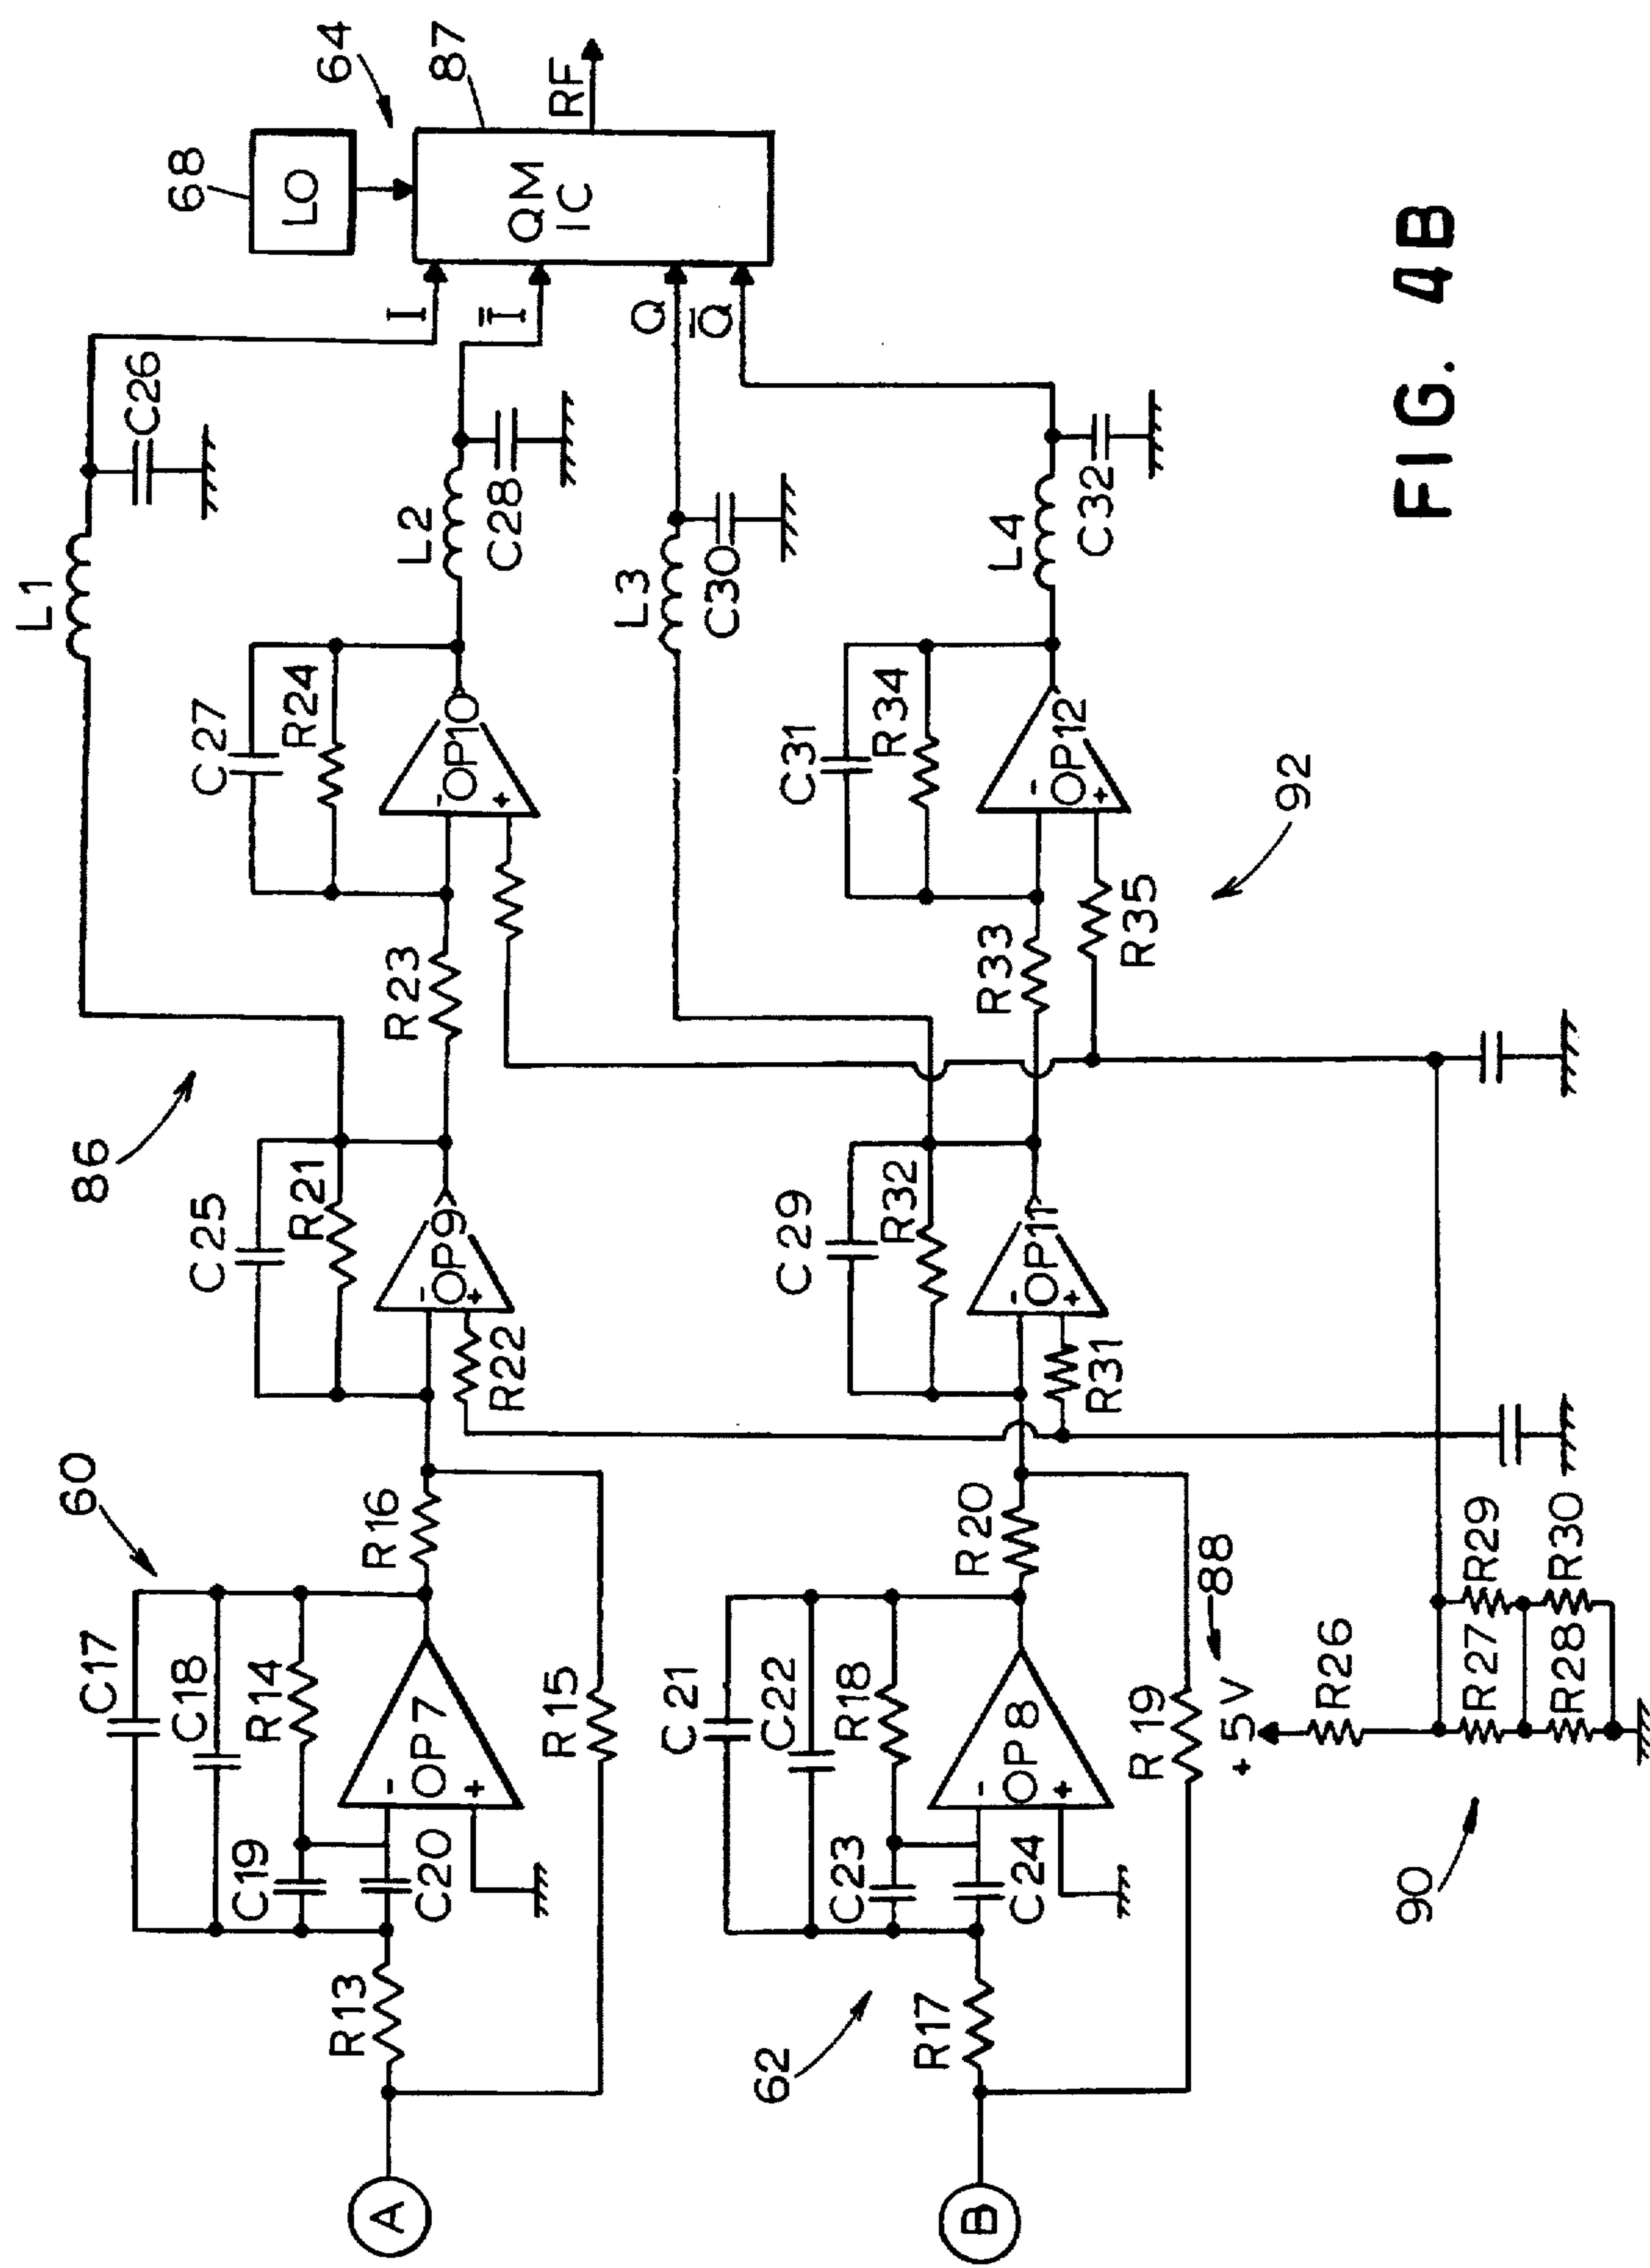 64
68
87
LO
RF
QM
IC
I
I̅
Q
Q̅
L1
C26
L2
C28
L3
C30
L4
C32
86
C27
R24
OP10
-
+
R23
C25
R21
OP9
-
+
R22
C31
R34
OP12
-
+
R33
R35
92
C29
R32
OP11
-
+
R31
60
C17
C18
R14
C19
C20
OP7
-
+
R13
R16
R15
62
C21
C22
R18
C23
C24
OP8
-
+
R17
R20
R19
88
+5V
R26
R27
R29
R28
R30
90
A
B
FIG. 4B